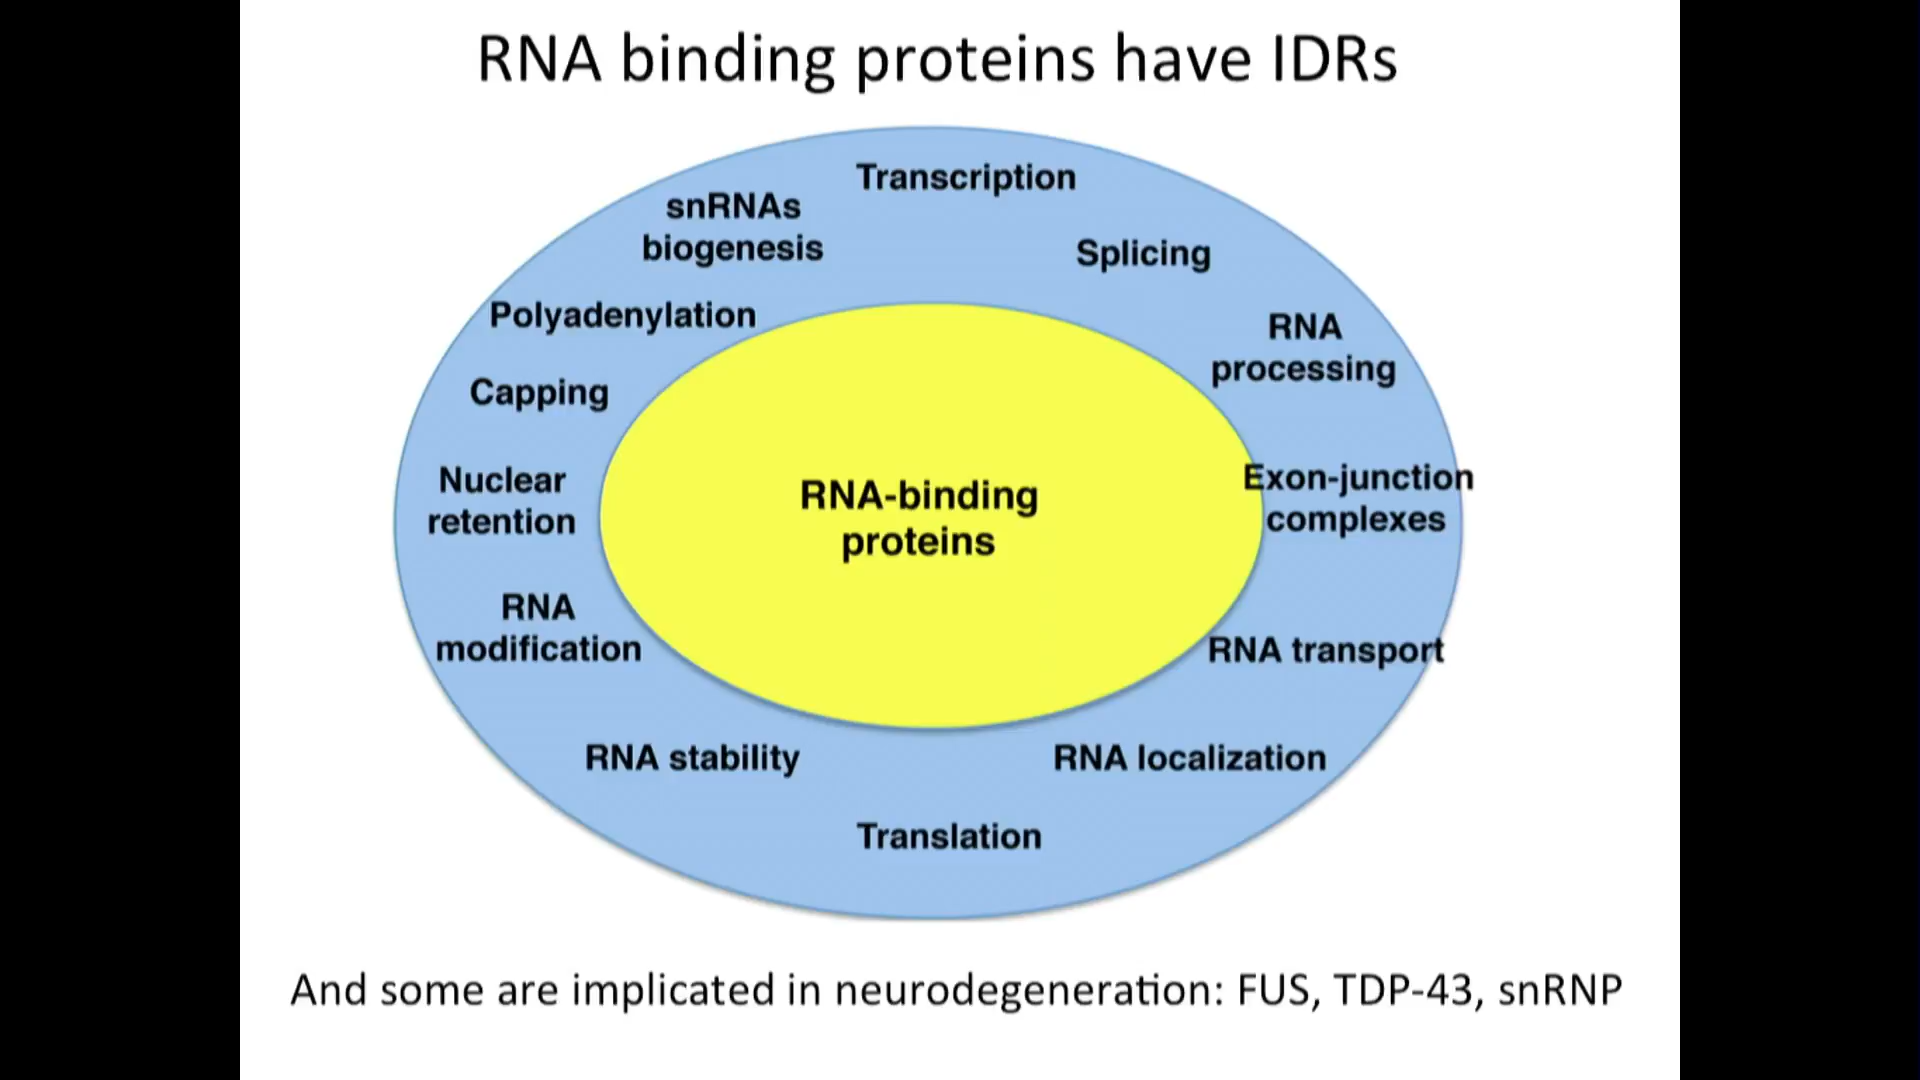 RNA binding proteins have IDRs
Transcription
snRNAs
biogenesis
Splicing
Polyadenylation
RNA
processing
Capping
Nuclear
retention
RNA-binding
proteins
Exon-junction
complexes
RNA
modification
RNA transport
RNA stability
RNA localization
Translation
And some are implicated in neurodegeneration: FUS, TDP-43, snRNP